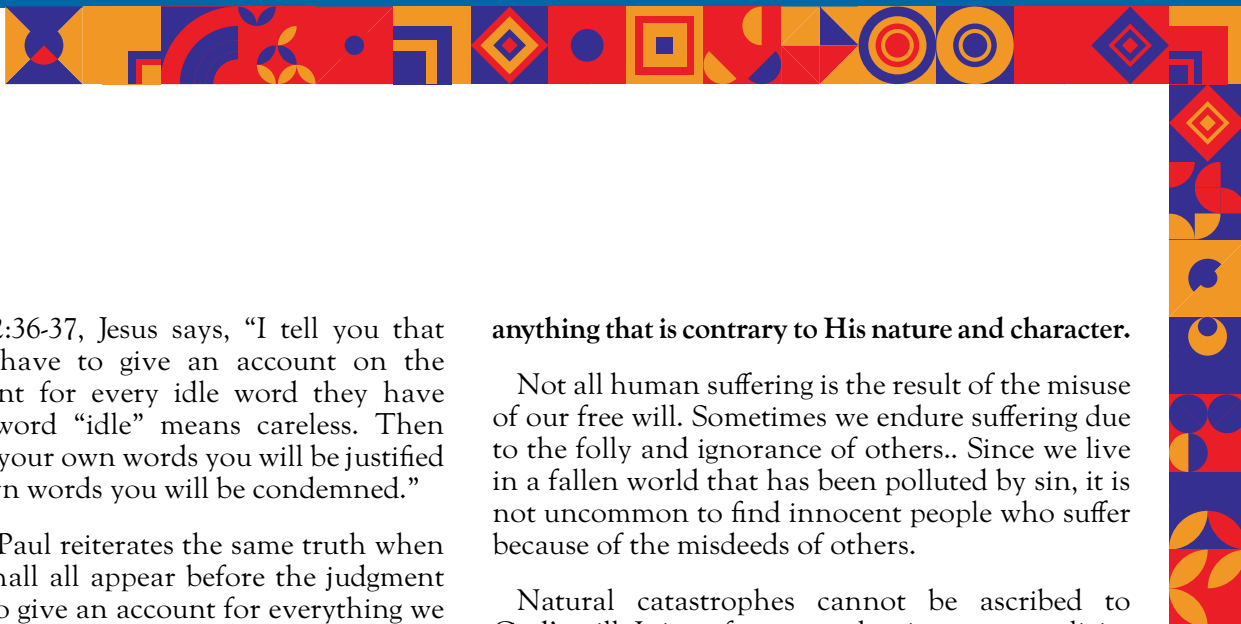 2:36-37, Jesus says, “I tell you that
have to give an account on the
nt for every idle word they have
word “idle” means careless. Then
your own words you will be justified
n words you will be condemned.”
Paul reiterates the same truth when
all all appear before the judgment
o give an account for everything we
anything that is contrary to His nature and character.
Not all human suffering is the result of the misuse
of our free will. Sometimes we endure suffering due
to the folly and ignorance of others.. Since we live
in a fallen world that has been polluted by sin, it is
not uncommon to find innocent people who suffer
because of the misdeeds of others.
Natural catastrophes cannot be ascribed to